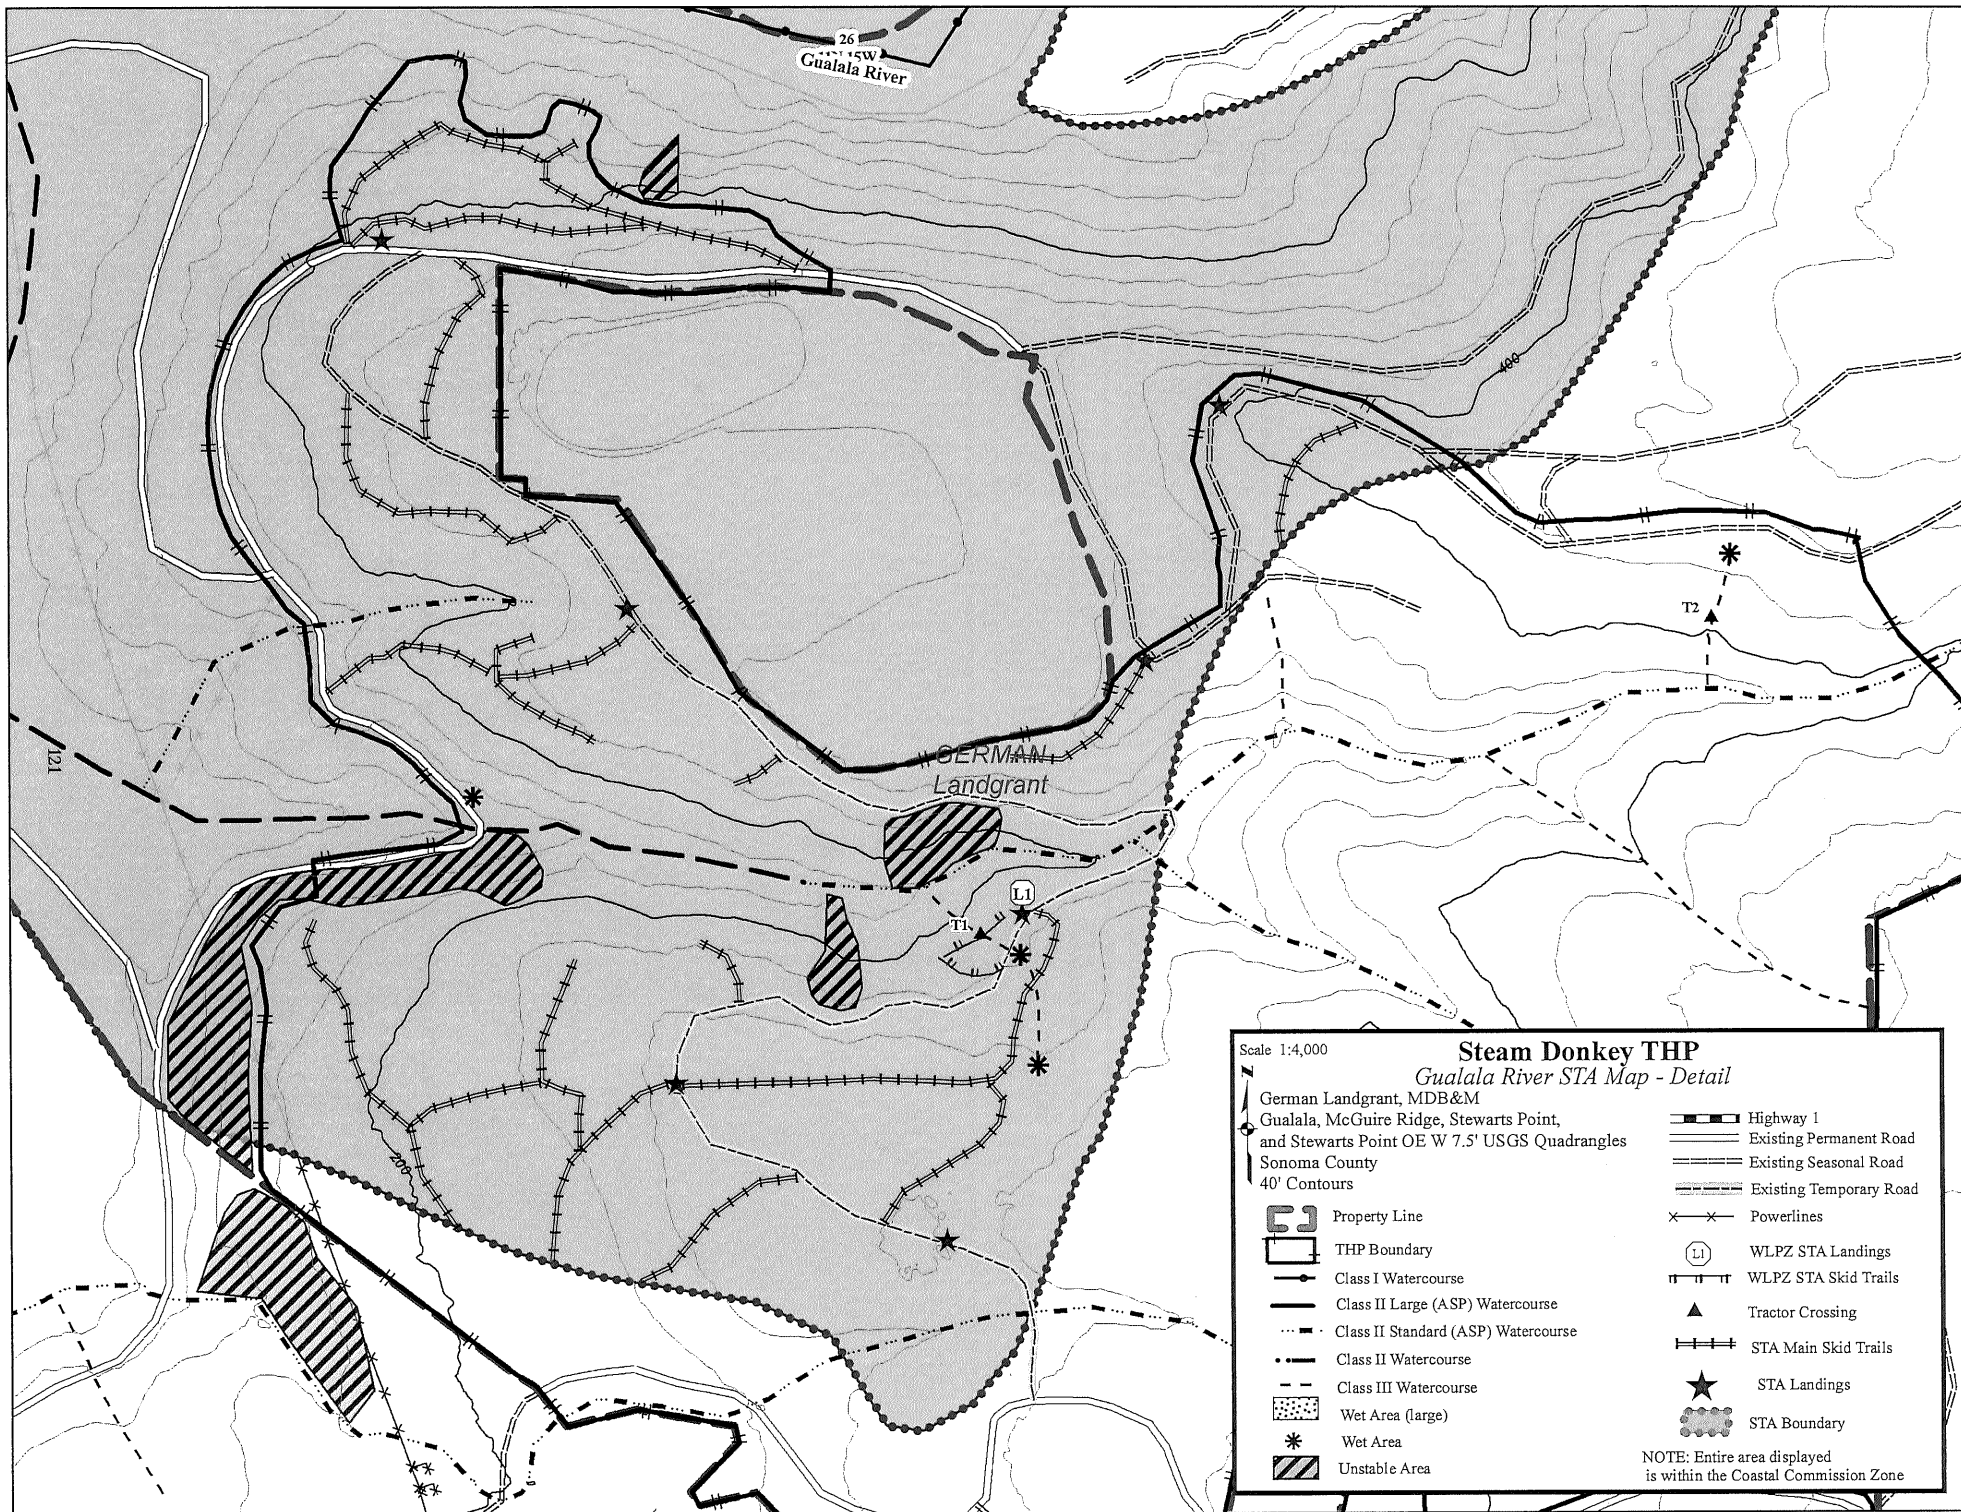 26
Gualala River
400
T2
121
GERMAN
Landgrant
L1
T1
200
Scale 1:4,000
Steam Donkey THP
Gualala River STA Map - Detail
N
German Landgrant, MDB&M
Gualala, McGuire Ridge, Stewarts Point,
and Stewarts Point OE W 7.5' USGS Quadrangles
Sonoma County
40' Contours
Property Line
THP Boundary
Class I Watercourse
Class II Large (ASP) Watercourse
Class II Standard (ASP) Watercourse
Class II Watercourse
Class III Watercourse
Wet Area (large)
Wet Area
Unstable Area
Highway 1
Existing Permanent Road
Existing Seasonal Road
Existing Temporary Road
Powerlines
L1 WLPZ STA Landings
WLPZ STA Skid Trails
Tractor Crossing
STA Main Skid Trails
STA Landings
STA Boundary
NOTE: Entire area displayed
is within the Coastal Commission Zone